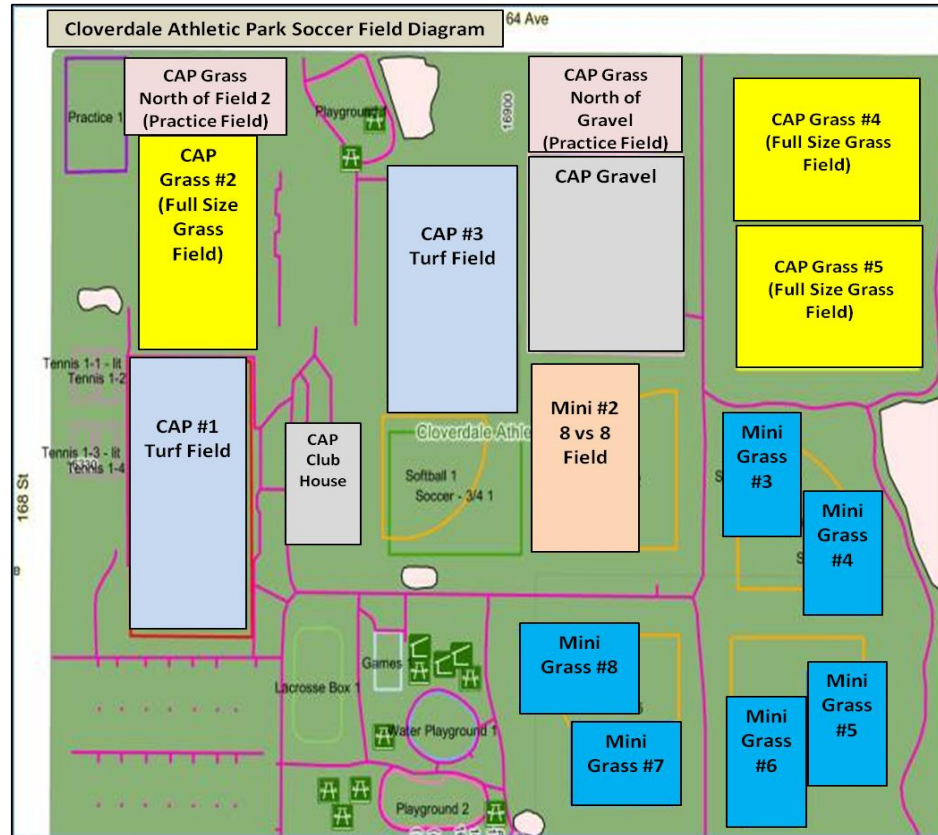 Cloverdale Athletic Park Soccer Field Diagram
64 Ave
Practice 1
CAP Grass
North of Field 2
(Practice Field)
Playground
16900
CAP Grass
North of
Gravel
(Practice Field)
CAP Grass #4
(Full Size Grass
Field)
CAP
Grass #2
(Full Size
Grass
Field)
CAP #3
Turf Field
CAP Gravel
CAP Grass #5
(Full Size Grass
Field)
Tennis 1-1 - lit
Tennis 1-2
Tennis 1-3 - lit
Tennis 1-4
168 St
CAP #1
Turf Field
CAP
Club
House
Cloverdale Athle
Softball 1
Soccer - 3/4 1
Mini #2
8 vs 8
Field
Mini
Grass
#3
Mini
Grass
#4
Lacrosse Box 1
Games 1
Water Playground 1
Playground 2
Mini
Grass #8
Mini
Grass #7
Mini
Grass
#6
Mini
Grass
#5